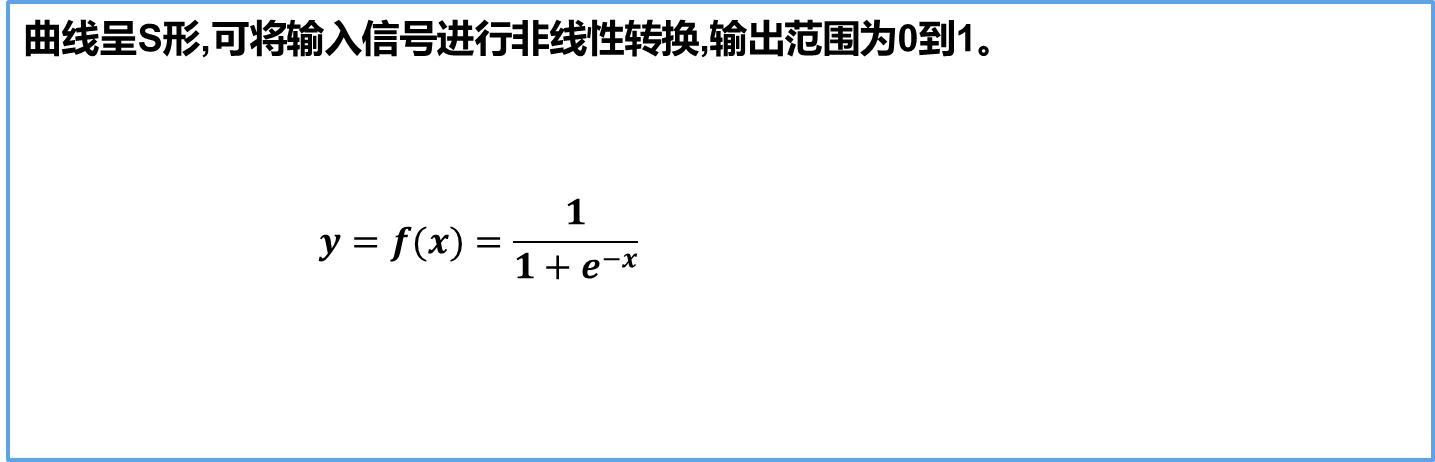 曲线呈S形,可将输入信号进行非线性转换,输出范围为0到1。
y = f(x) = 1 / (1 + e^{-x})